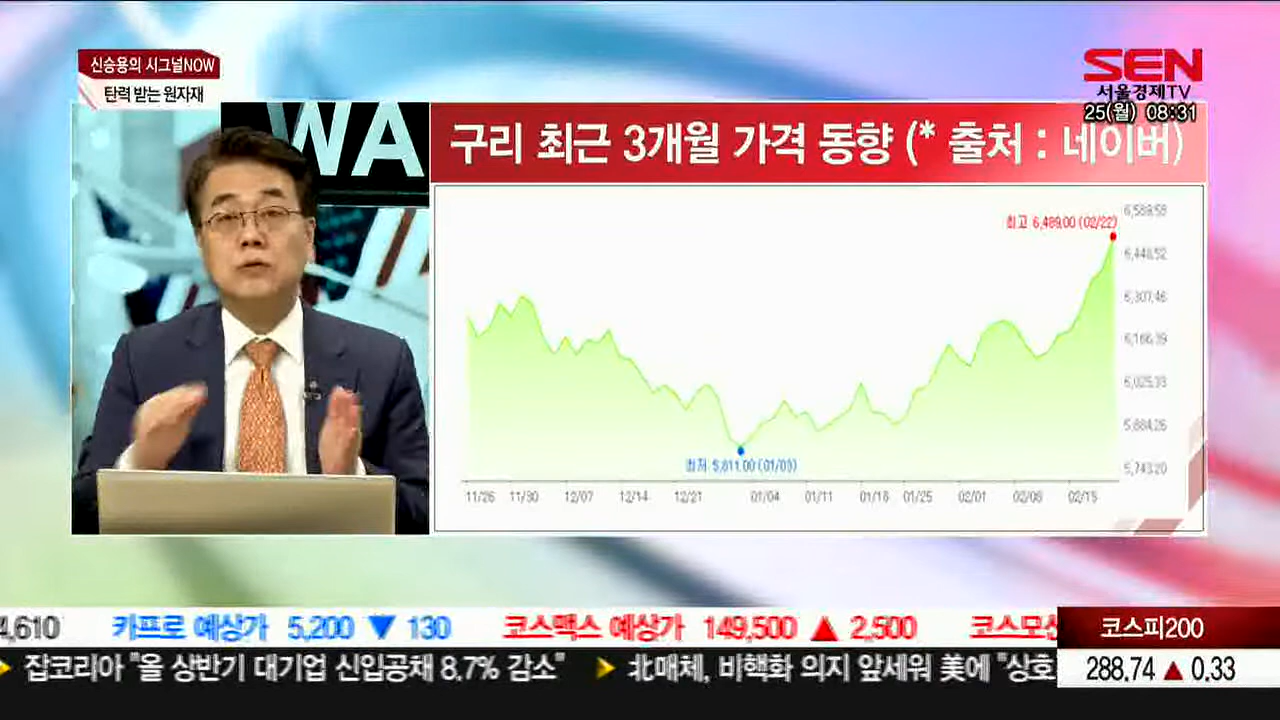 신승용의 시그널NOW
탄력 받는 원자재
SEN
서울경제TV
25(월) 08:31
WA
구리 최근 3개월 가격 동향 (* 출처 : 네이버)
최고 6,489.00 (02/22)
6,589.59
6,448.52
6,307.46
6,166.39
6,025.33
5,884.26
5,743.20
최저 5,811.00 (01/03)
11/26 11/30 12/07 12/14 12/21 01/04 01/11 01/18 01/25 02/01 02/08 02/15
4,610 카프로 예상가 5,200 ▼ 130 코스맥스 예상가 149,500 ▲ 2,500 코스모신
코스피200
잡코리아 "올 상반기 대기업 신입공채 8.7% 감소" 北매체, 비핵화 의지 앞세워 美에 "상호
288.74 ▲ 0.33